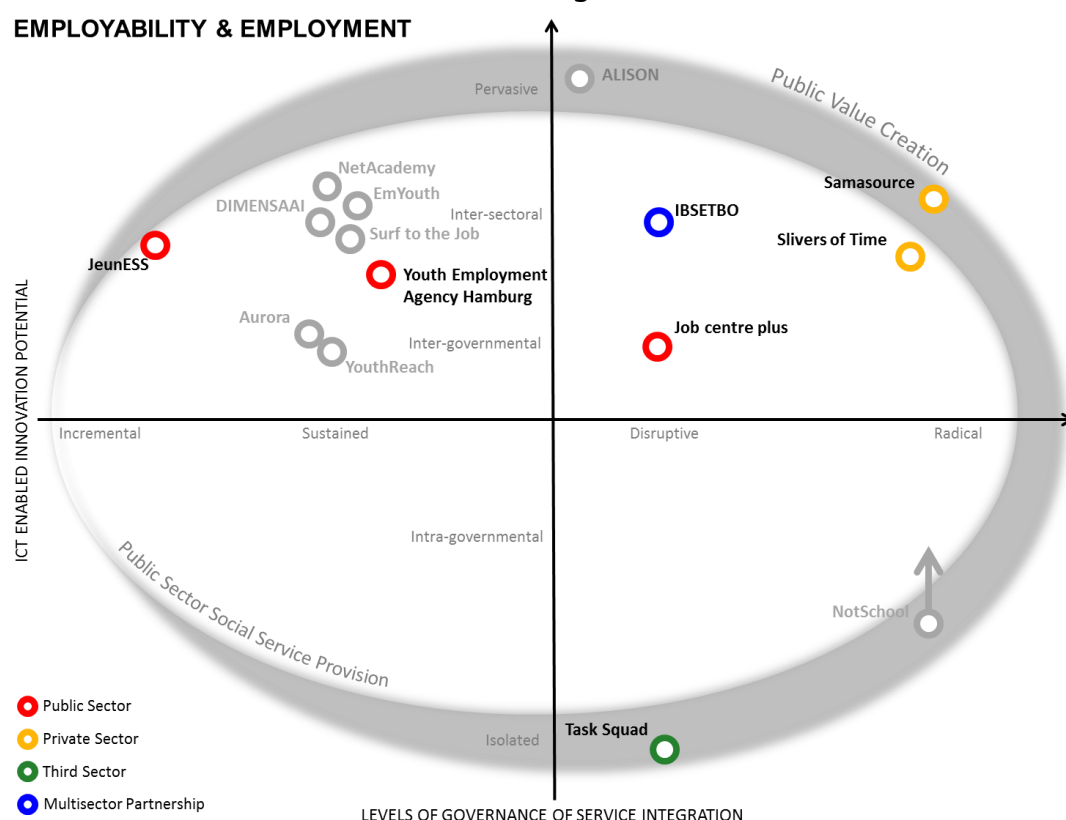 EMPLOYABILITY & EMPLOYMENT
ALISON
Pervasive
Public Value Creation
NetAcademy
EmYouth
DIMENSAAI
Samasource
Inter-sectoral
IBSETBO
Surf to the Job
Slivers of Time
JeunESS
Youth Employment
Agency Hamburg
Aurora
Job centre plus
Inter-governmental
YouthReach
ICT ENABLED INNOVATION POTENTIAL
Incremental
Sustained
Disruptive
Radical
Intra-governmental
Public Sector Social Service Provision
NotSchool
Public Sector
Task Squad
Private Sector
Isolated
Third Sector
Multisector Partnership
LEVELS OF GOVERNANCE OF SERVICE INTEGRATION